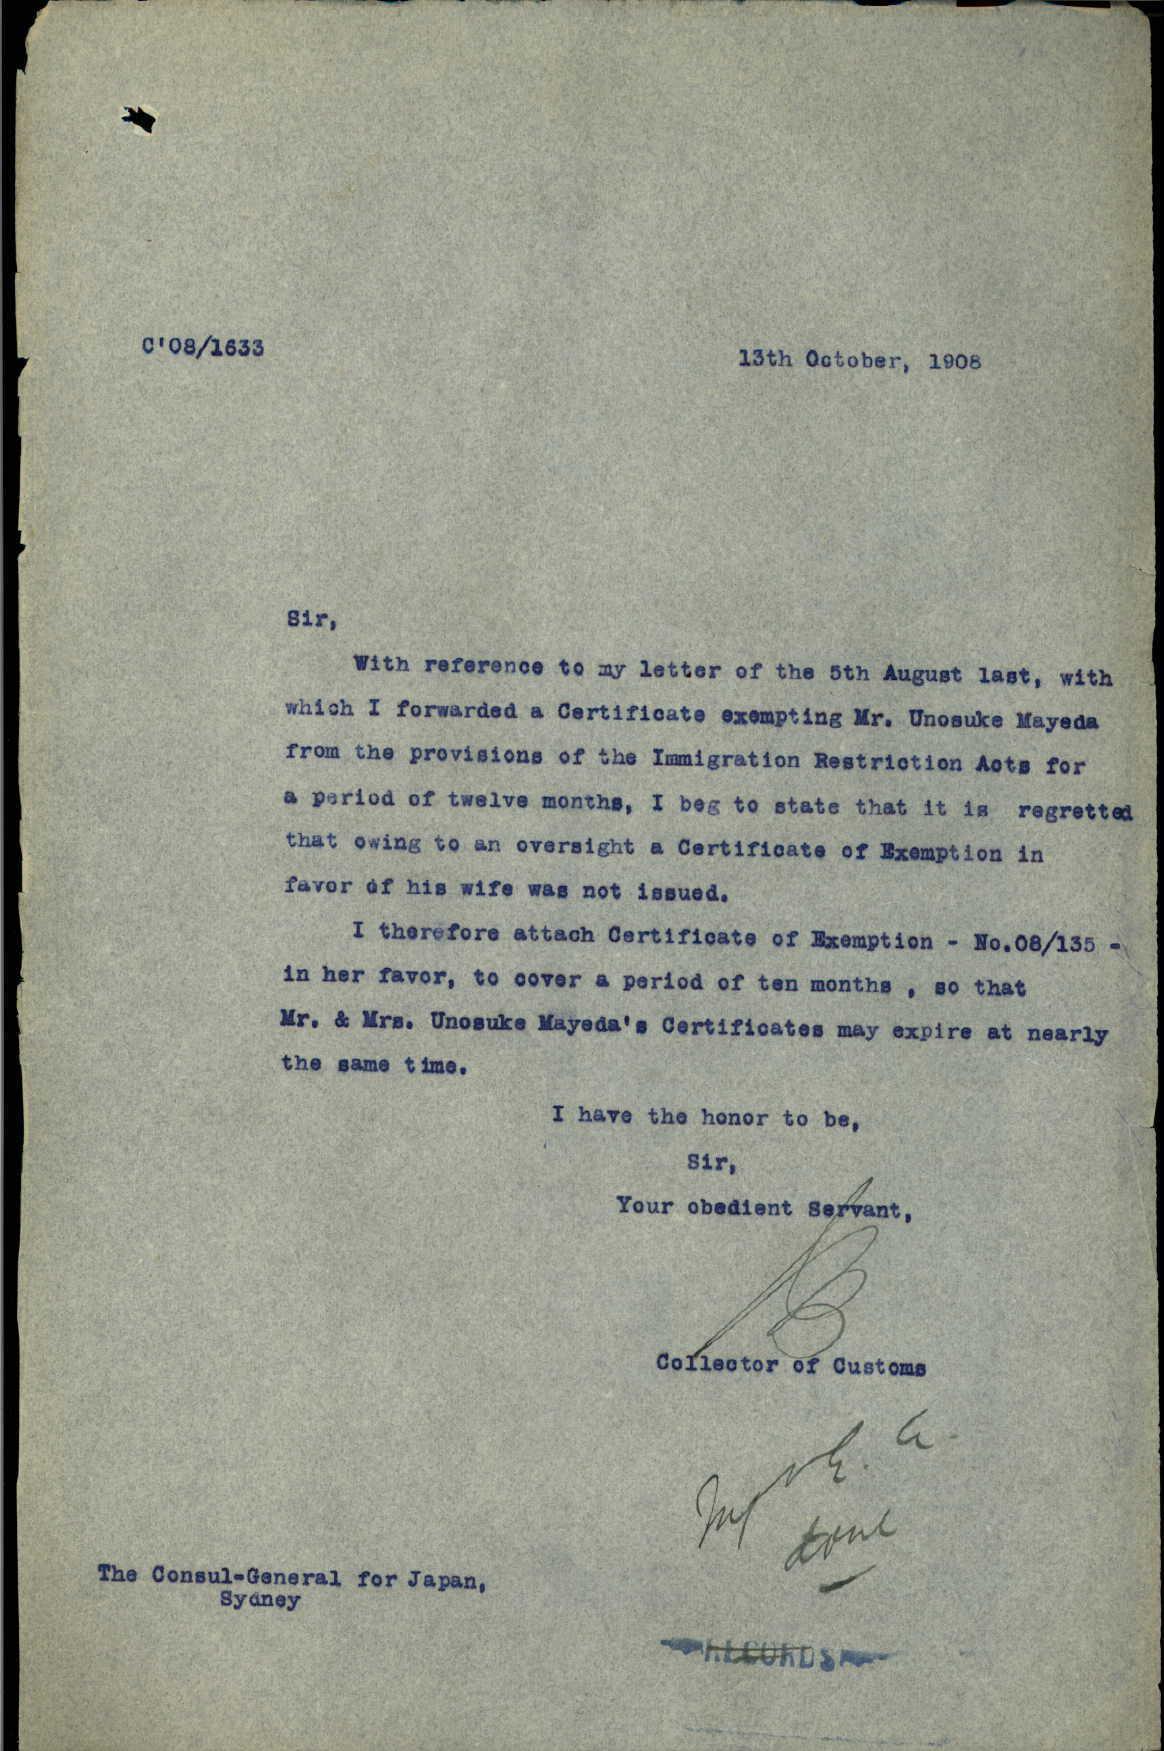 C'08/1633
13th October, 1908
Sir,
With reference to my letter of the 5th August last, with
which I forwarded a Certificate exempting Mr. Unosuke Mayeda
from the provisions of the Immigration Restriction Acts for
a period of twelve months, I beg to state that it is regretted
that owing to an oversight a Certificate of Exemption in
favor of his wife was not issued.
I therefore attach Certificate of Exemption - No.08/135 -
in her favor, to cover a period of ten months , so that
Mr. & Mrs. Unosuke Mayeda's Certificates may expire at nearly
the same time.
I have the honor to be,
Sir,
Your obedient Servant,
Collector of Customs
done
The Consul-General for Japan,
Sydney
RECORDS